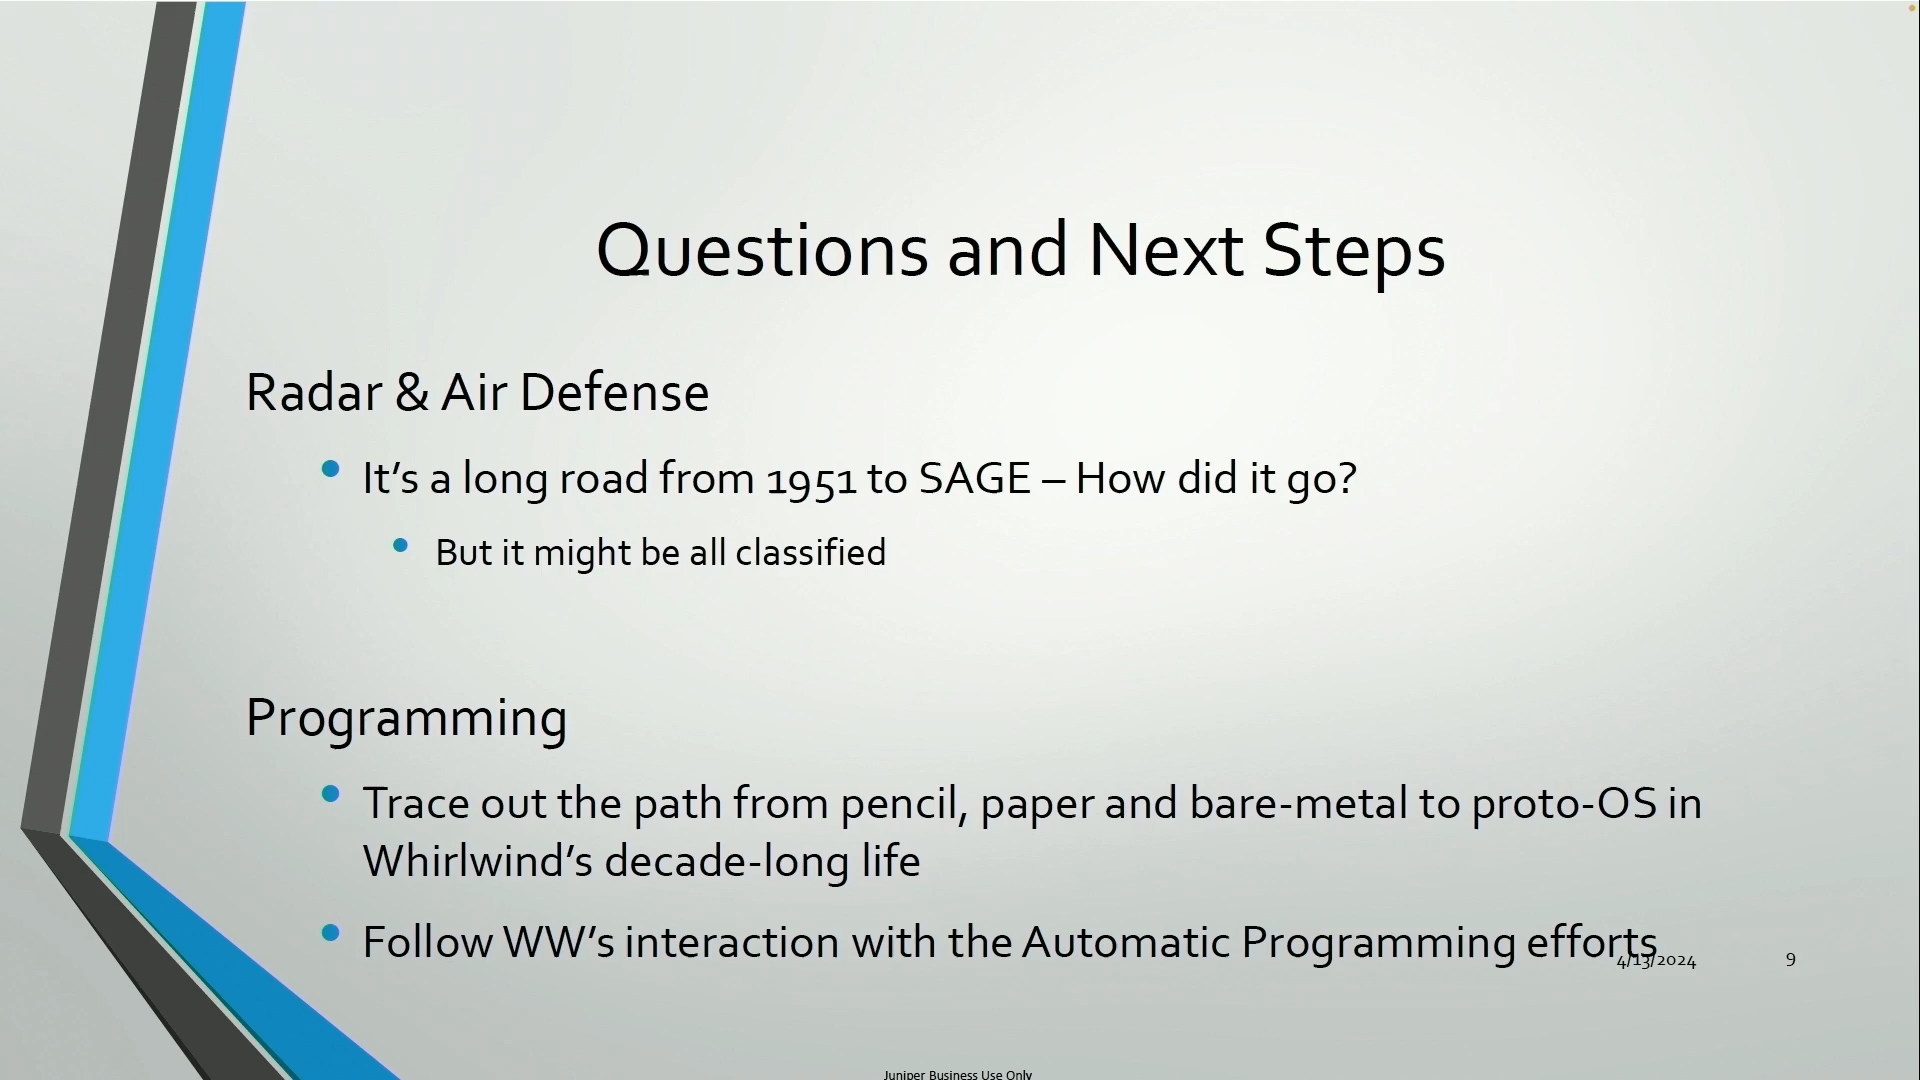 Questions and Next Steps
Radar & Air Defense
It’s a long road from 1951 to SAGE – How did it go?
But it might be all classified
Programming
Trace out the path from pencil, paper and bare-metal to proto-OS in
Whirlwind’s decade-long life
Follow WW’s interaction with the Automatic Programming efforts
4/13/2024
9
Juniper Business Use Only